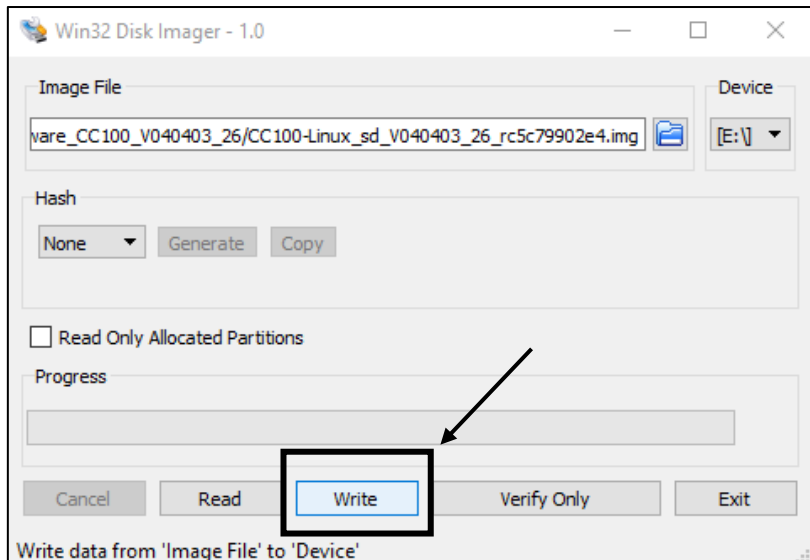 Win32 Disk Imager - 1.0
Image File
Device
ware_CC100_V040403_26/CC100-Linux_sd_V040403_26_rc5c79902e4.img
[E:\]
Hash
None
Generate
Copy
Read Only Allocated Partitions
Progress
Cancel
Read
Write
Verify Only
Exit
Write data from 'Image File' to 'Device'